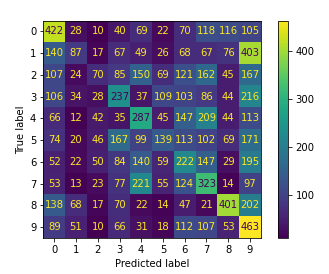 0 422 28 10 40 69 22 70 118 116 105
1 140 87 17 67 49 26 68 67 76 403
2 107 24 70 85 150 69 121 162 45 167
3 106 34 28 237 37 109 103 86 44 216
4 66 12 42 35 287 45 147 209 44 113
5 74 20 46 167 99 139 113 102 69 171
6 52 22 50 84 140 59 222 147 29 195
7 53 13 23 77 221 55 124 323 14 97
8 138 68 17 70 22 14 47 21 401 202
9 89 51 10 66 31 18 112 107 53 463
0 1 2 3 4 5 6 7 8 9
Predicted label
True label
400
300
200
100